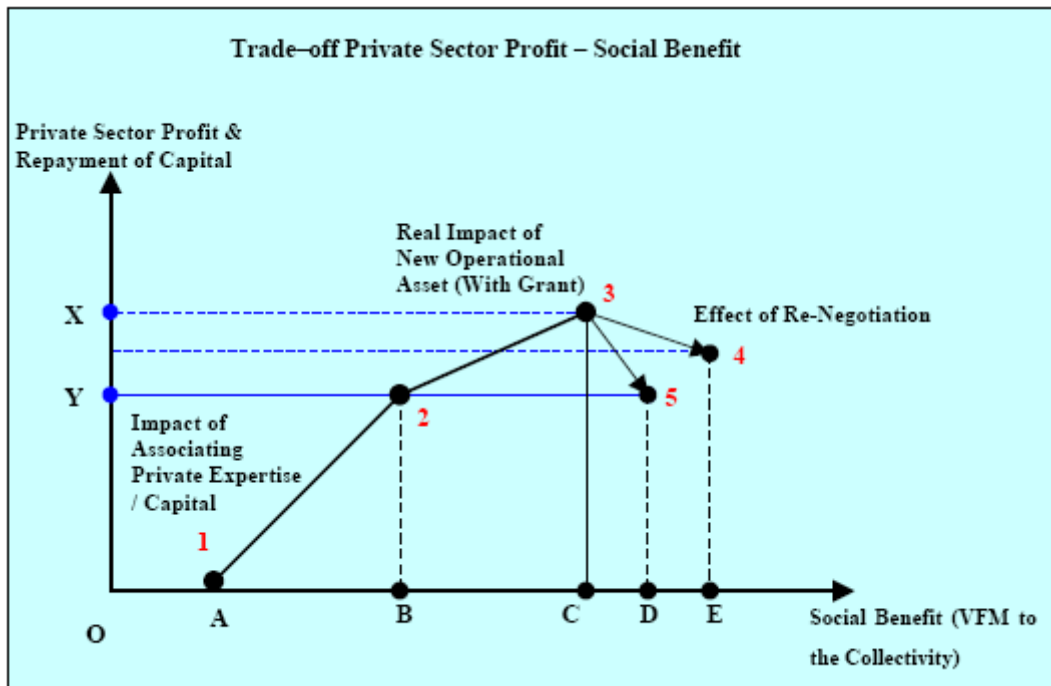 Trade–off Private Sector Profit – Social Benefit
Private Sector Profit &
Repayment of Capital
Real Impact of
New Operational
Asset (With Grant)
3
X
Effect of Re-Negotiation
4
Y
5
2
Impact of
Associating
Private Expertise
/ Capital
1
A
B
C
D
E
O
Social Benefit (VFM to
the Collectivity)